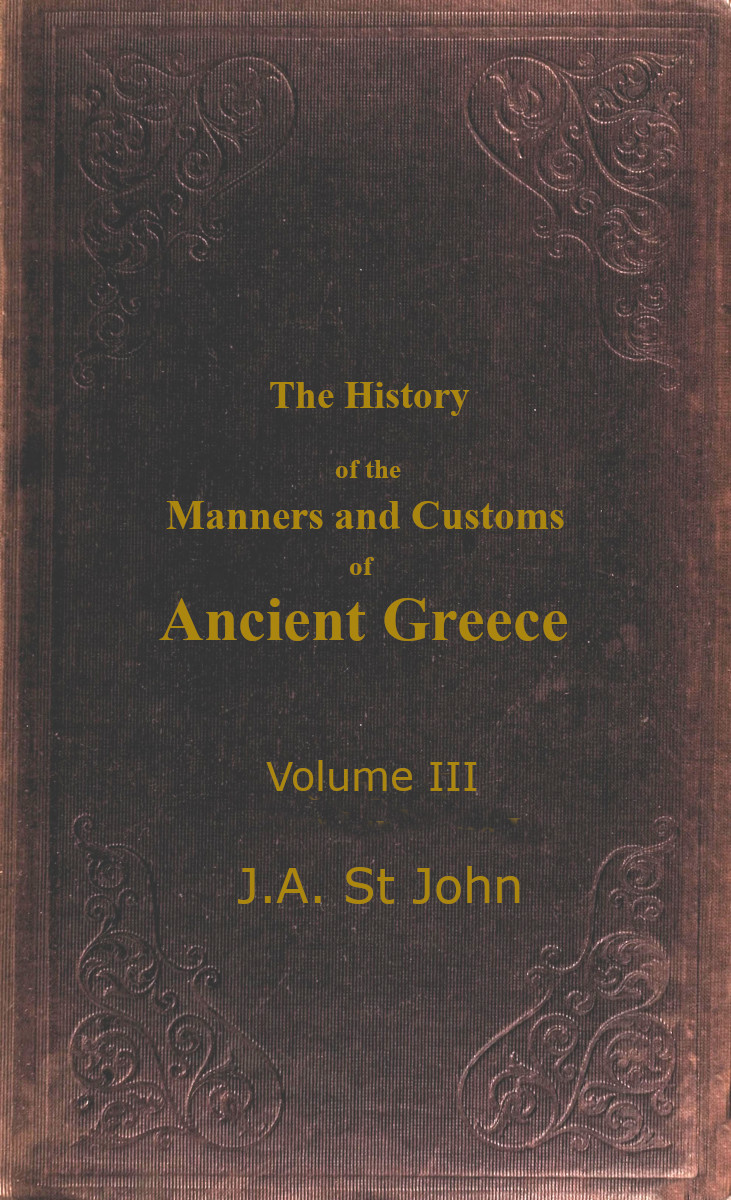 The History
of the
Manners and Customs
of
Ancient Greece
Volume III
J.A. St John